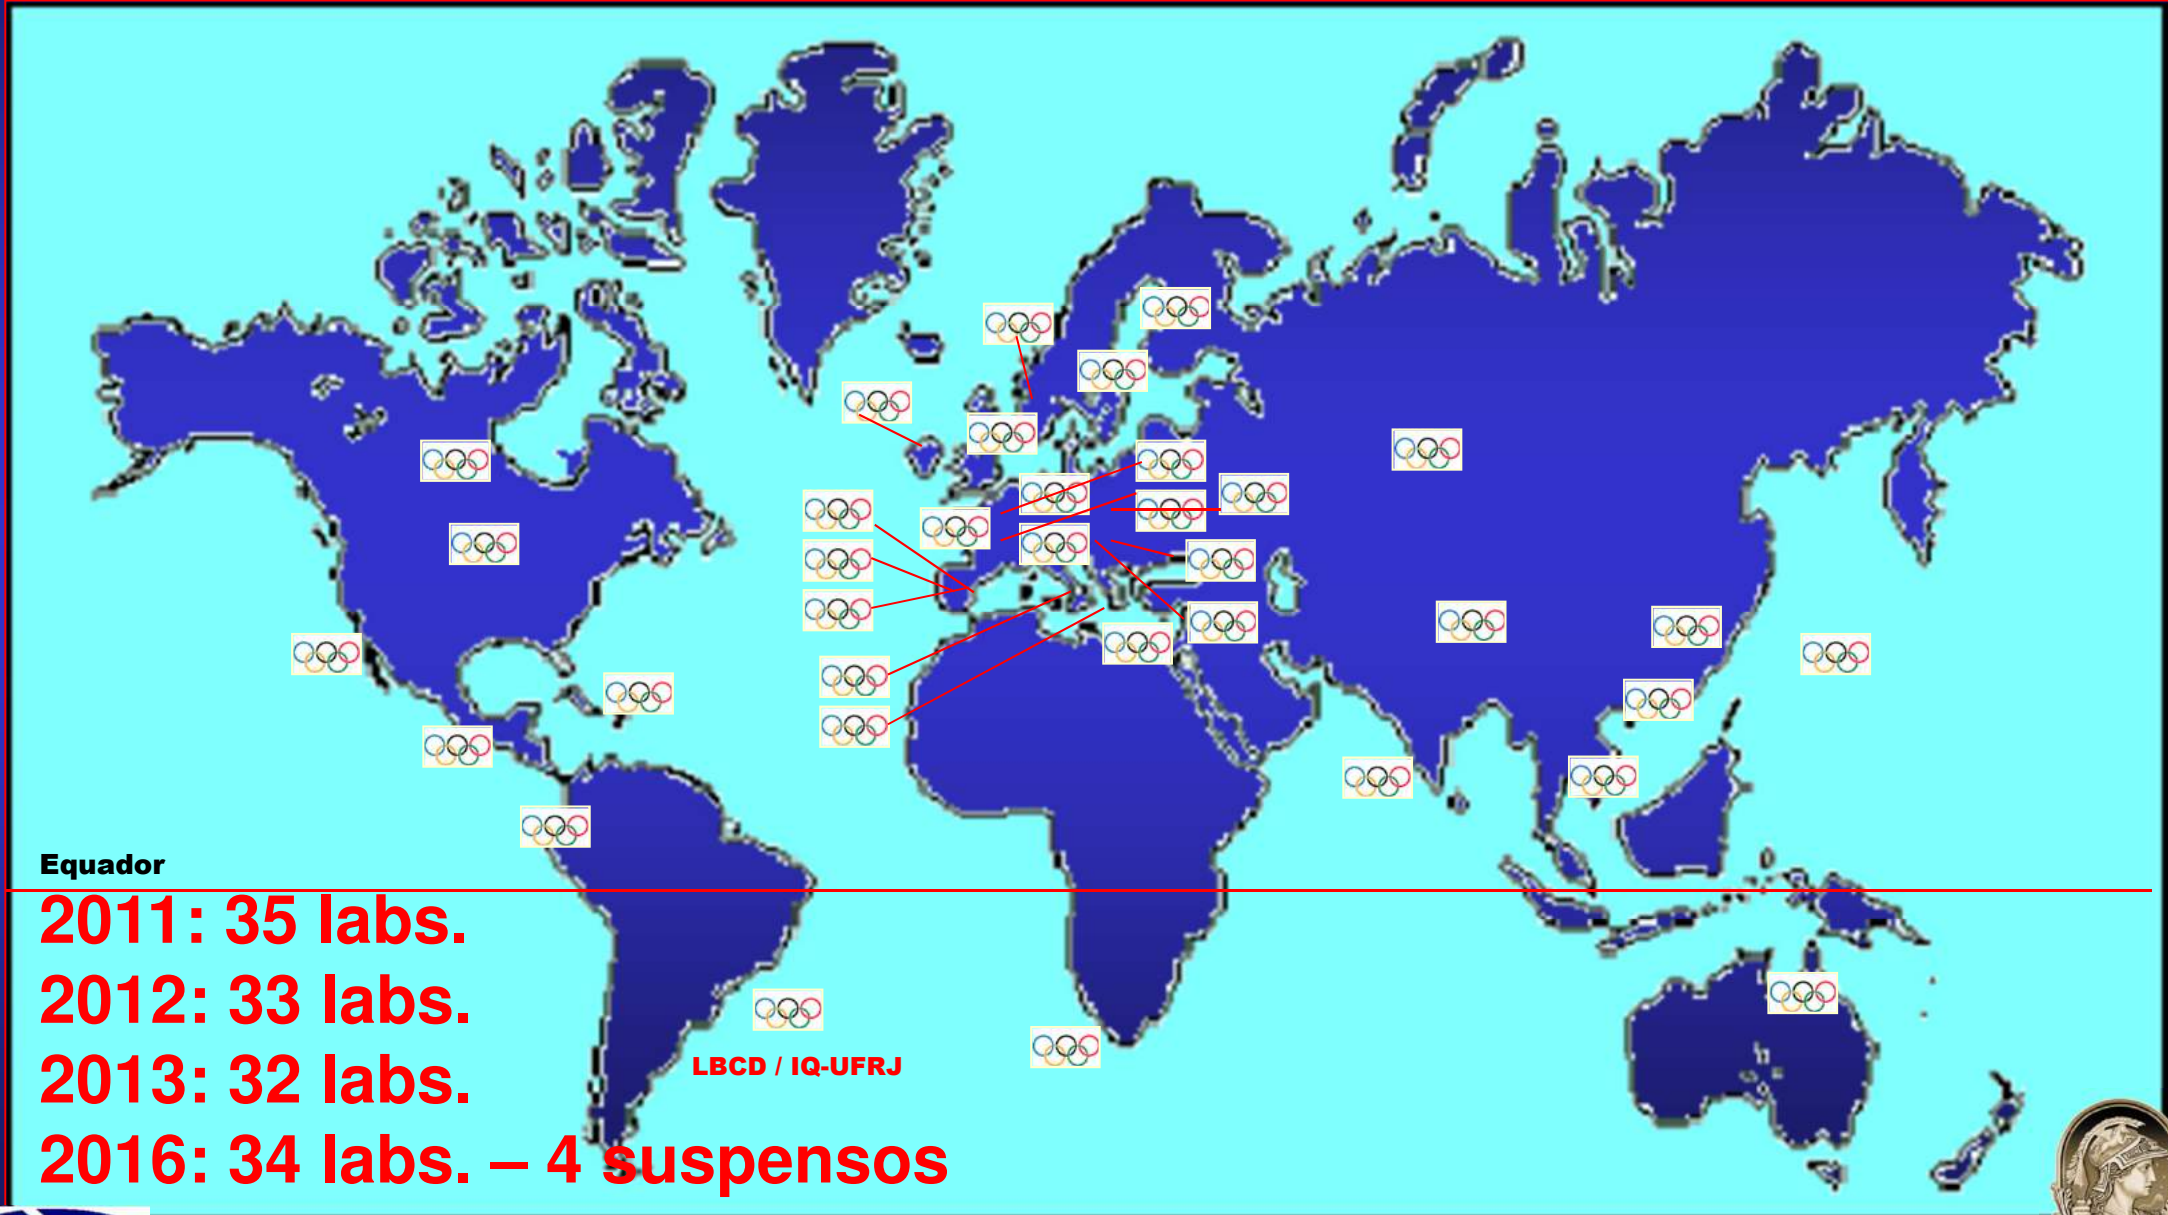 Equador
2011: 35 labs.
2012: 33 labs.
LBCD / IQ-UFRJ
2013: 32 labs.
2016: 34 labs. – 4 suspensos